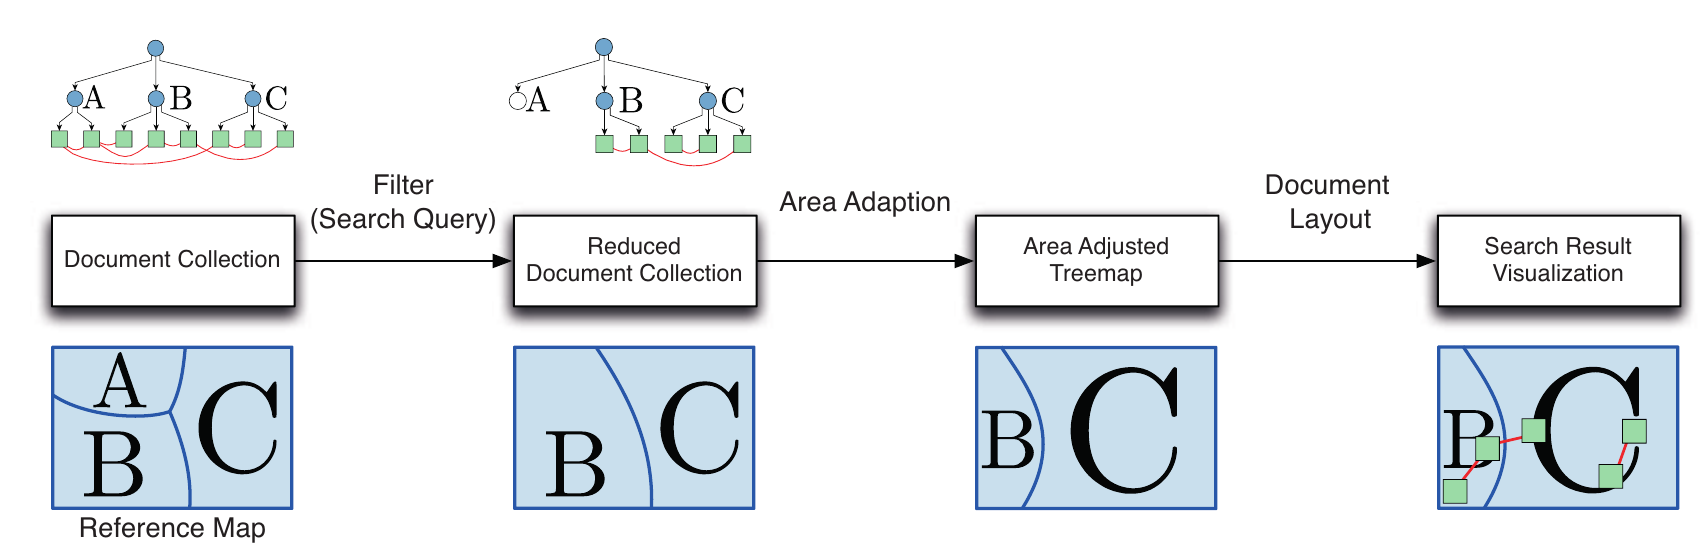 A B C
A B C
Filter
(Search Query)
Area Adaption
Document
Layout
Document Collection
Reduced
Document Collection
Area Adjusted
Treemap
Search Result
Visualization
A
B
C
B
C
B
C
B
C
Reference Map